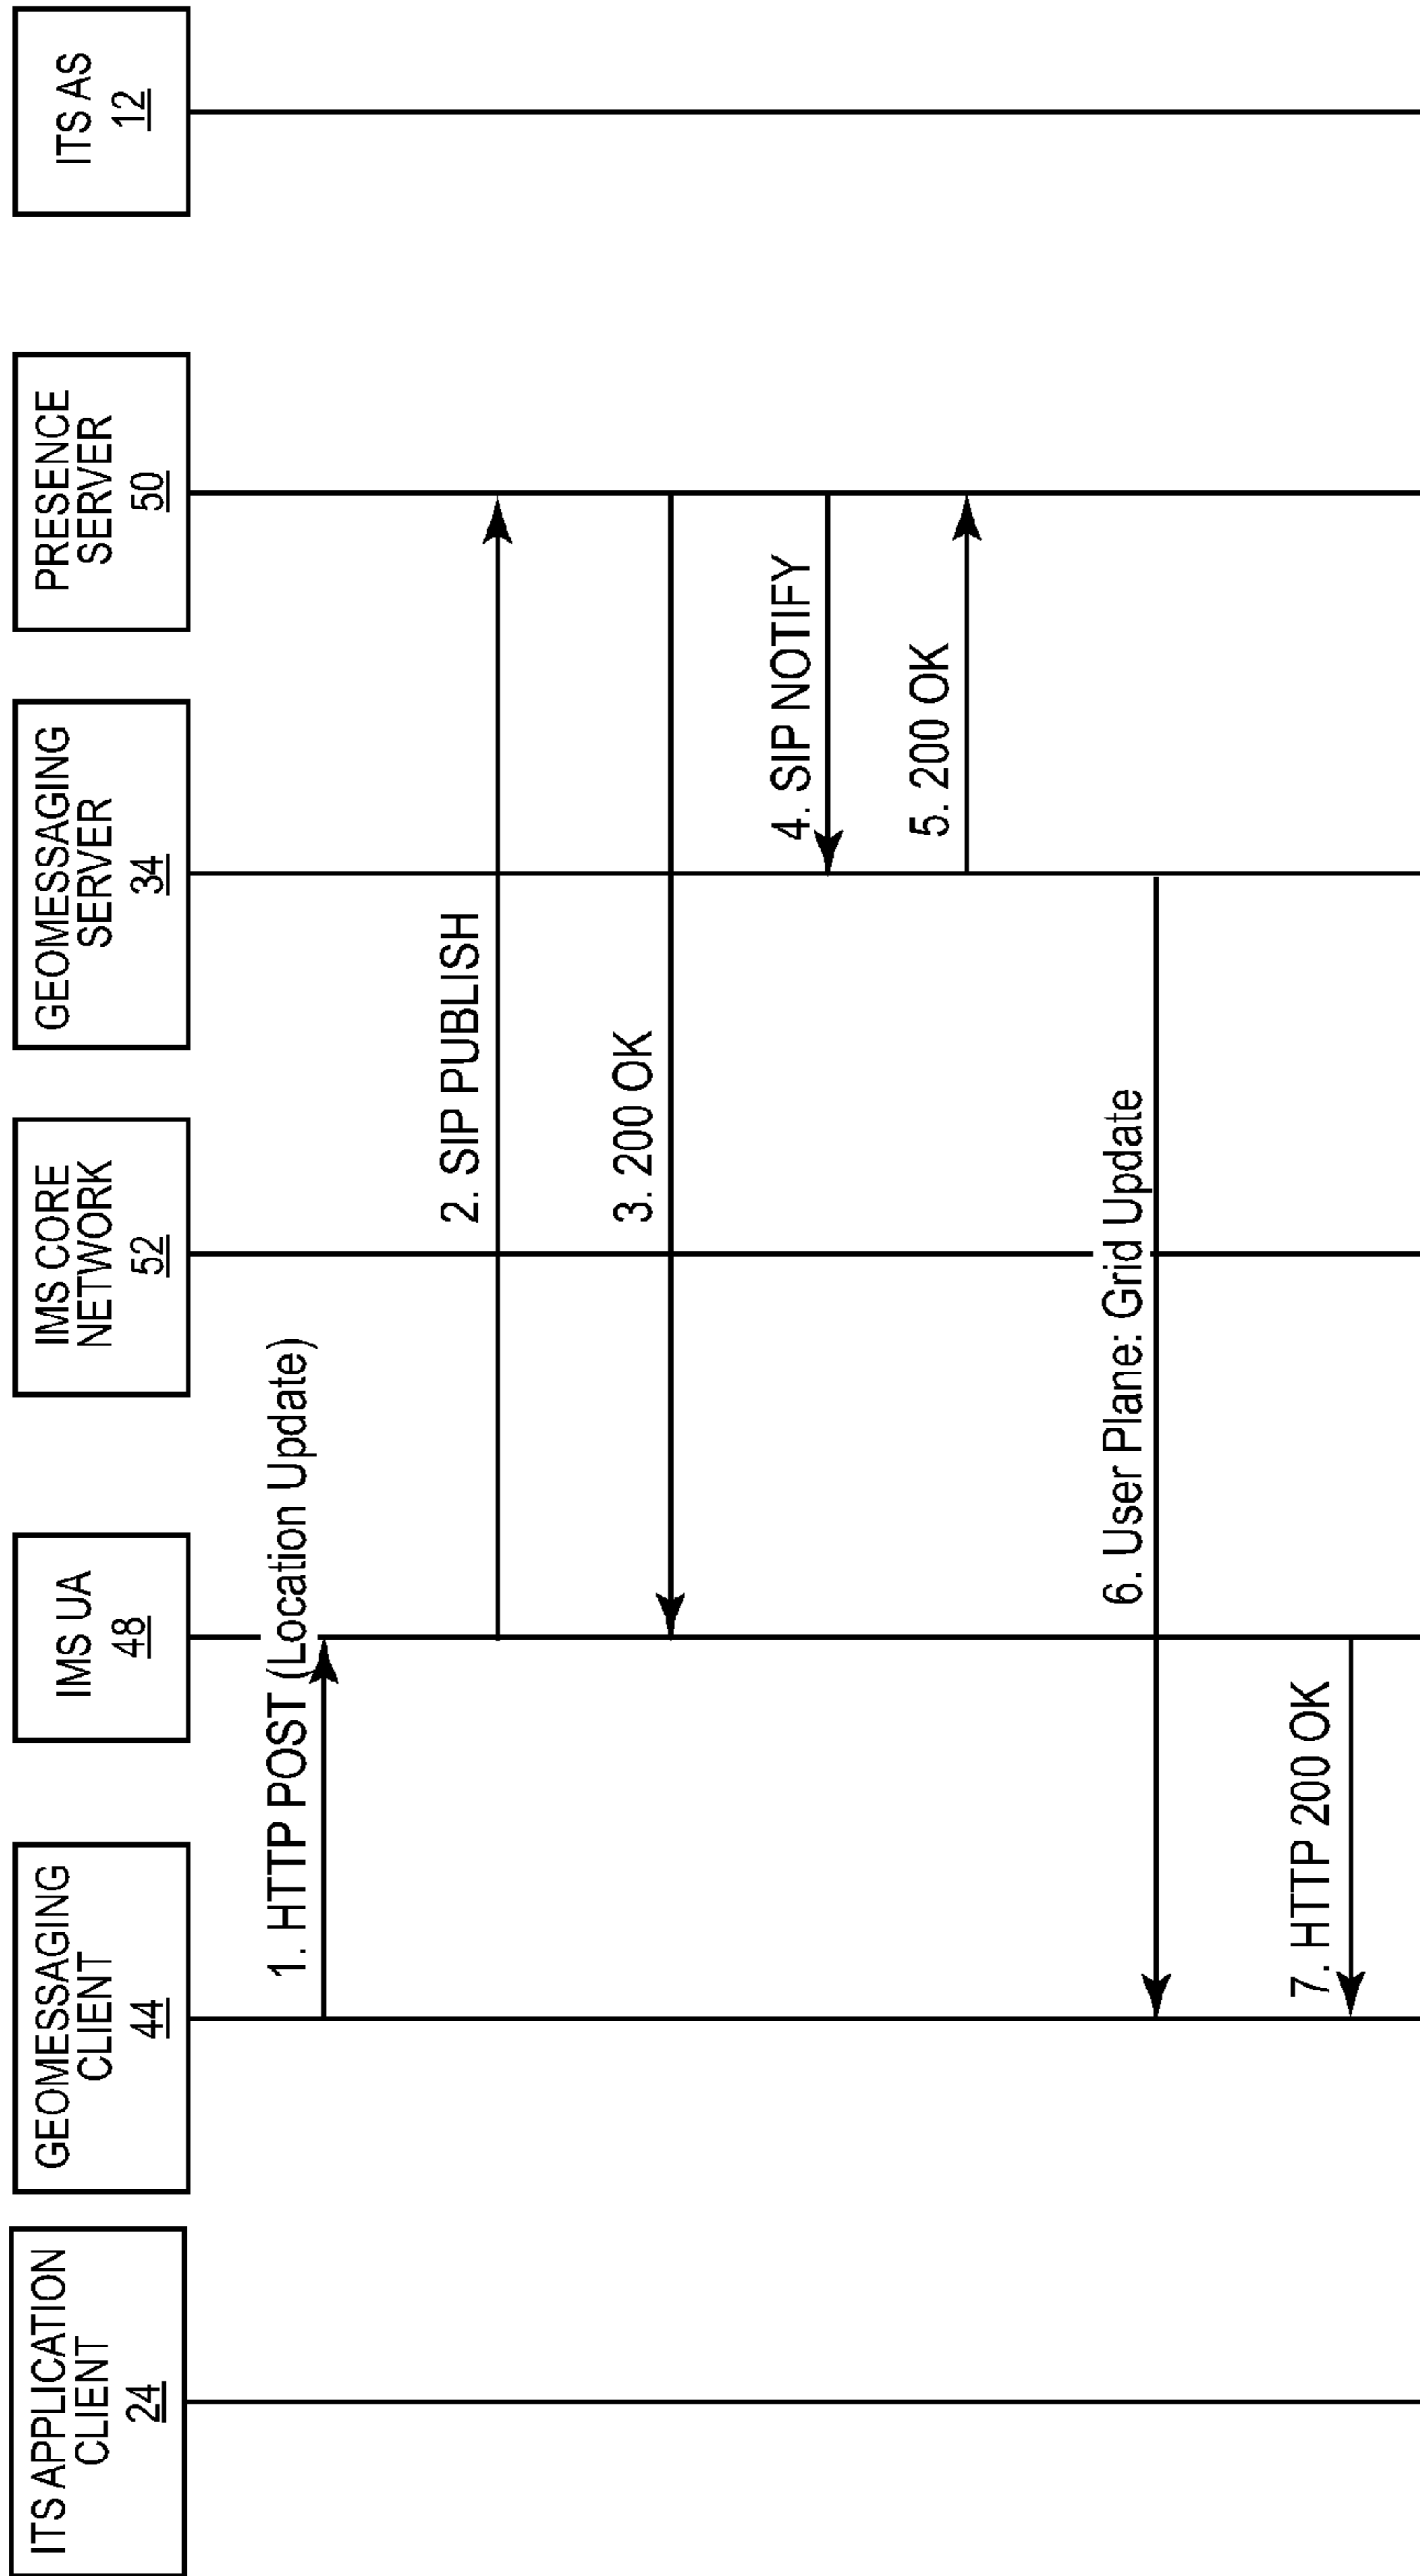 ITS APPLICATION
CLIENT
24
GEOMESSAGING
CLIENT
44
IMS UA
48
IMS CORE
NETWORK
52
GEOMESSAGING
SERVER
34
PRESENCE
SERVER
50
ITS AS
12
1. HTTP POST (Location Update)
2. SIP PUBLISH
3. 200 OK
4. SIP NOTIFY
5. 200 OK
6. User Plane: Grid Update
7. HTTP 200 OK